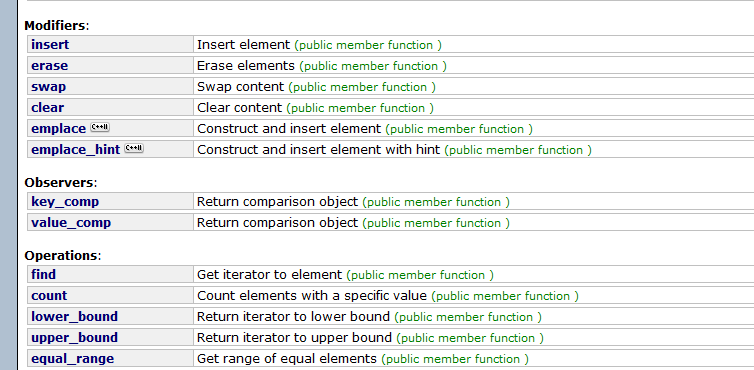 Modifiers:
insert Insert element (public member function )
erase Erase elements (public member function )
swap Swap content (public member function )
clear Clear content (public member function )
emplace C++11 Construct and insert element (public member function )
emplace_hint C++11 Construct and insert element with hint (public member function )
Observers:
key_comp Return comparison object (public member function )
value_comp Return comparison object (public member function )
Operations:
find Get iterator to element (public member function )
count Count elements with a specific value (public member function )
lower_bound Return iterator to lower bound (public member function )
upper_bound Return iterator to upper bound (public member function )
equal_range Get range of equal elements (public member function )